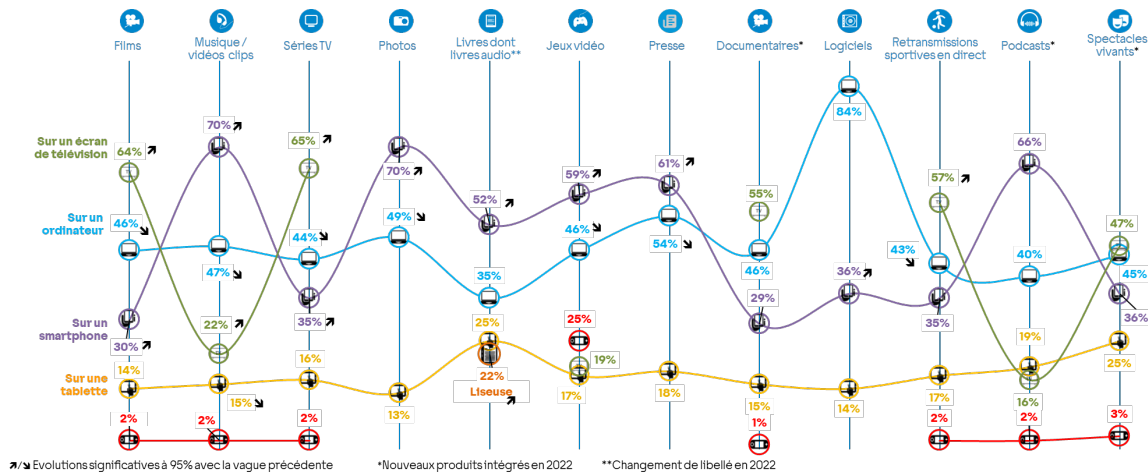 Films
Musique /
vidéos clips
Séries TV
Photos
Livres dont
livres audio**
Jeux vidéo
Presse
Documentaires*
Logiciels
Retransmissions
sportives en direct
Podcasts*
Spectacles
vivants*
Sur un écran
de télévision
64% ↗
22% ↗
65% ↗
19%
55%
57% ↗
16%
47%
Sur un
ordinateur
46% ↘
47% ↘
44% ↘
49% ↘
35%
46% ↘
54% ↘
46%
84%
43% ↘
40%
45%
Sur un
smartphone
30% ↗
70% ↗
35% ↗
70% ↗
52% ↗
59% ↗
61% ↗
29%
36% ↗
35%
66%
36%
Sur une
tablette
14%
15% ↘
16%
13%
25%
17%
18%
15%
14%
17%
19%
25%
22%
Liseuse ↗
2%
2%
2%
25%
1%
2%
2%
3%
↗/↘ Evolutions significatives à 95% avec la vague précédente
*Nouveaux produits intégrés en 2022
**Changement de libellé en 2022